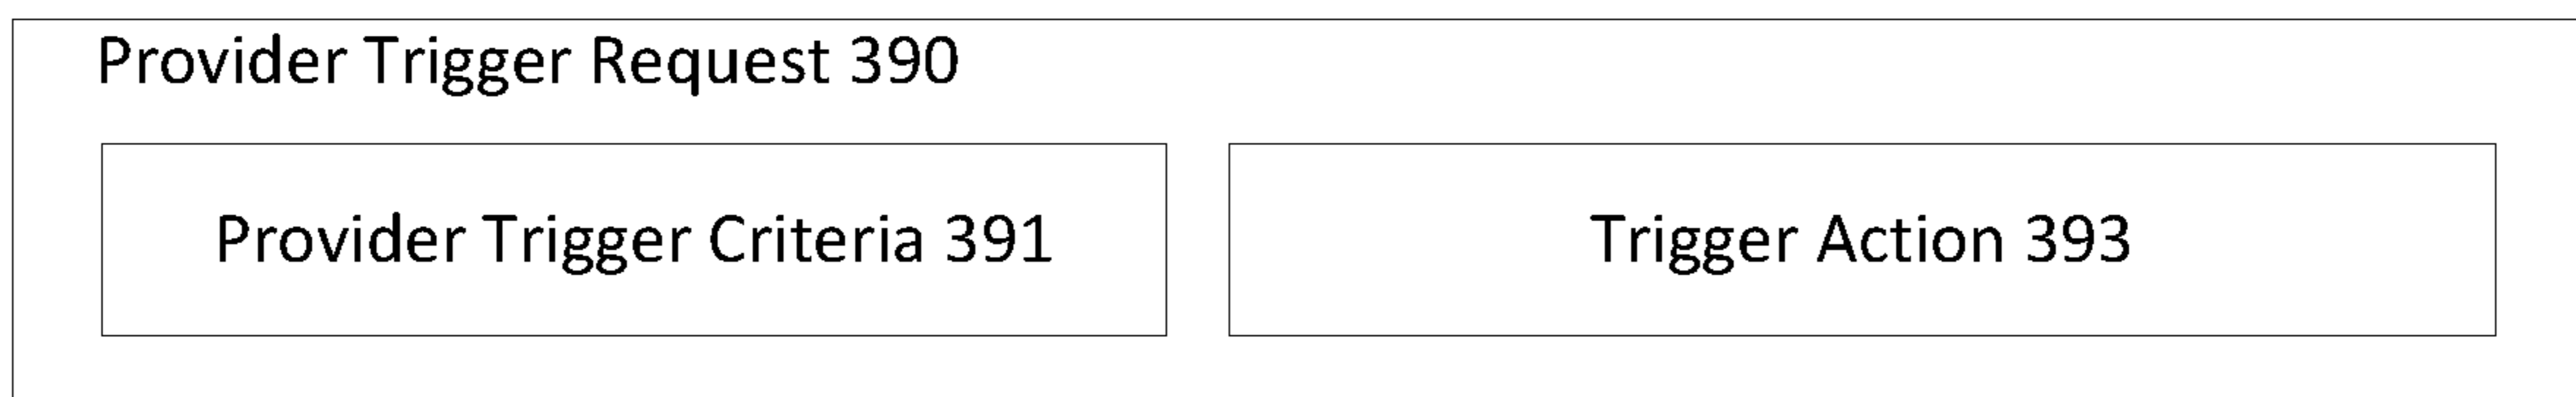 Provider Trigger Request 390
Provider Trigger Criteria 391
Trigger Action 393